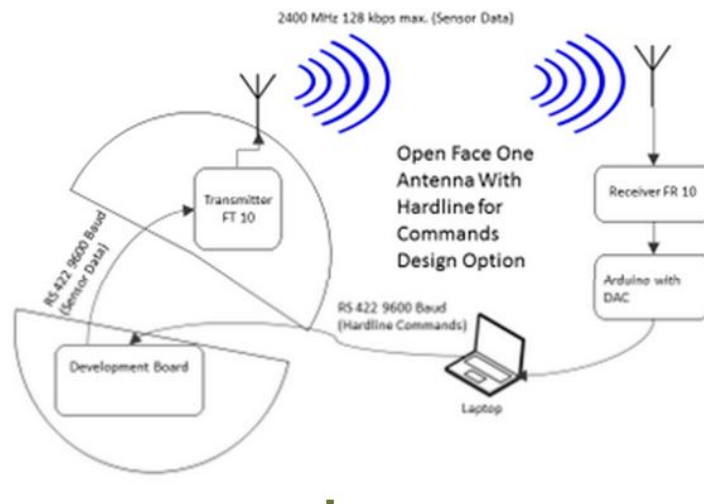 2400 MHz 128 kbps max. (Sensor Data)
Open Face One
Antenna With
Hardline for
Commands
Design Option
Transmitter
FT 10
Receiver FR 10
Arduino with
DAC
RS 422 9600 Baud
(Sensor Data)
RS 422 9600 Baud
(Hardline Commands)
Development Board
Laptop